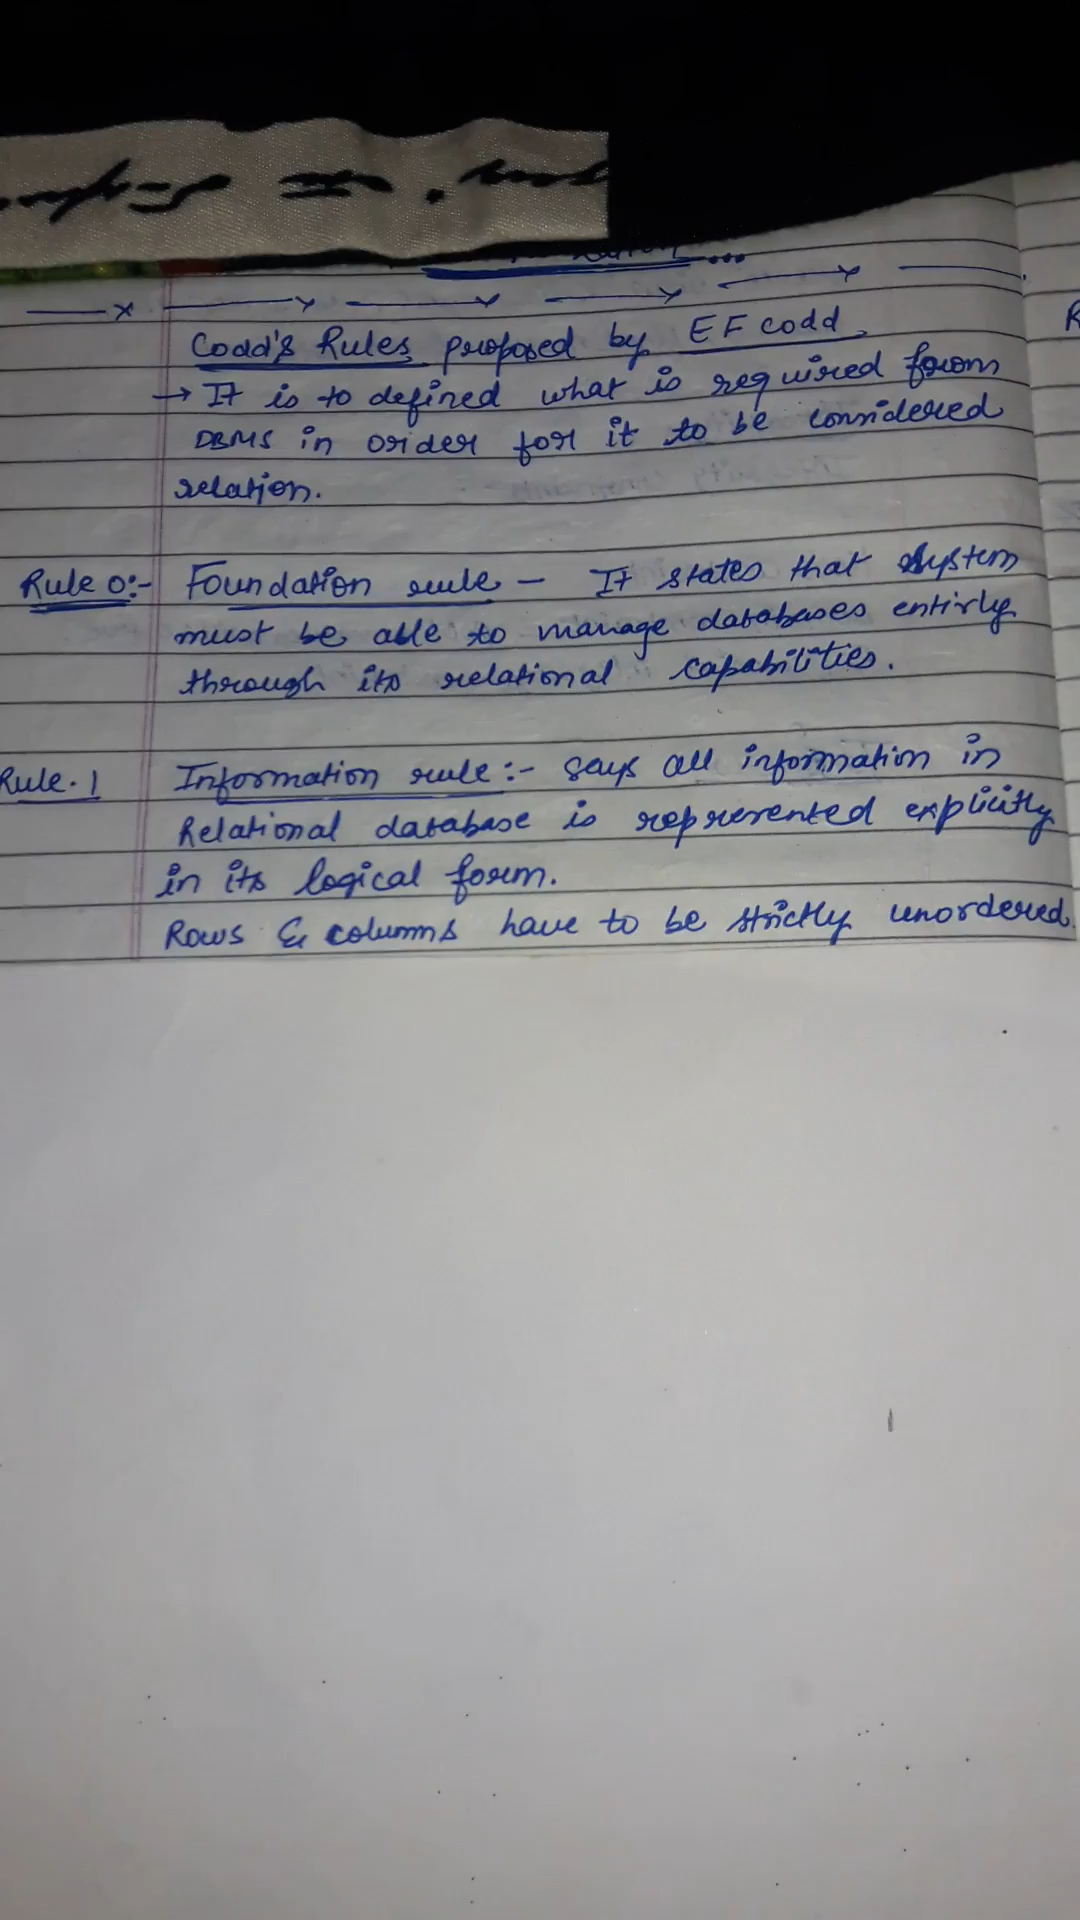 Codd's Rules proposed by EF codd.
→ It is to defined what is required from
DBMS in order for it to be considered
relation.
Rule 0:- Foundation rule - It states that system
must be able to manage databases entirly
through its relational capabilities.
Rule.1 Information rule:- says all information in
Relational database is represented explicitly
in its logical form.
Rows & columns have to be strictly unordered.
R